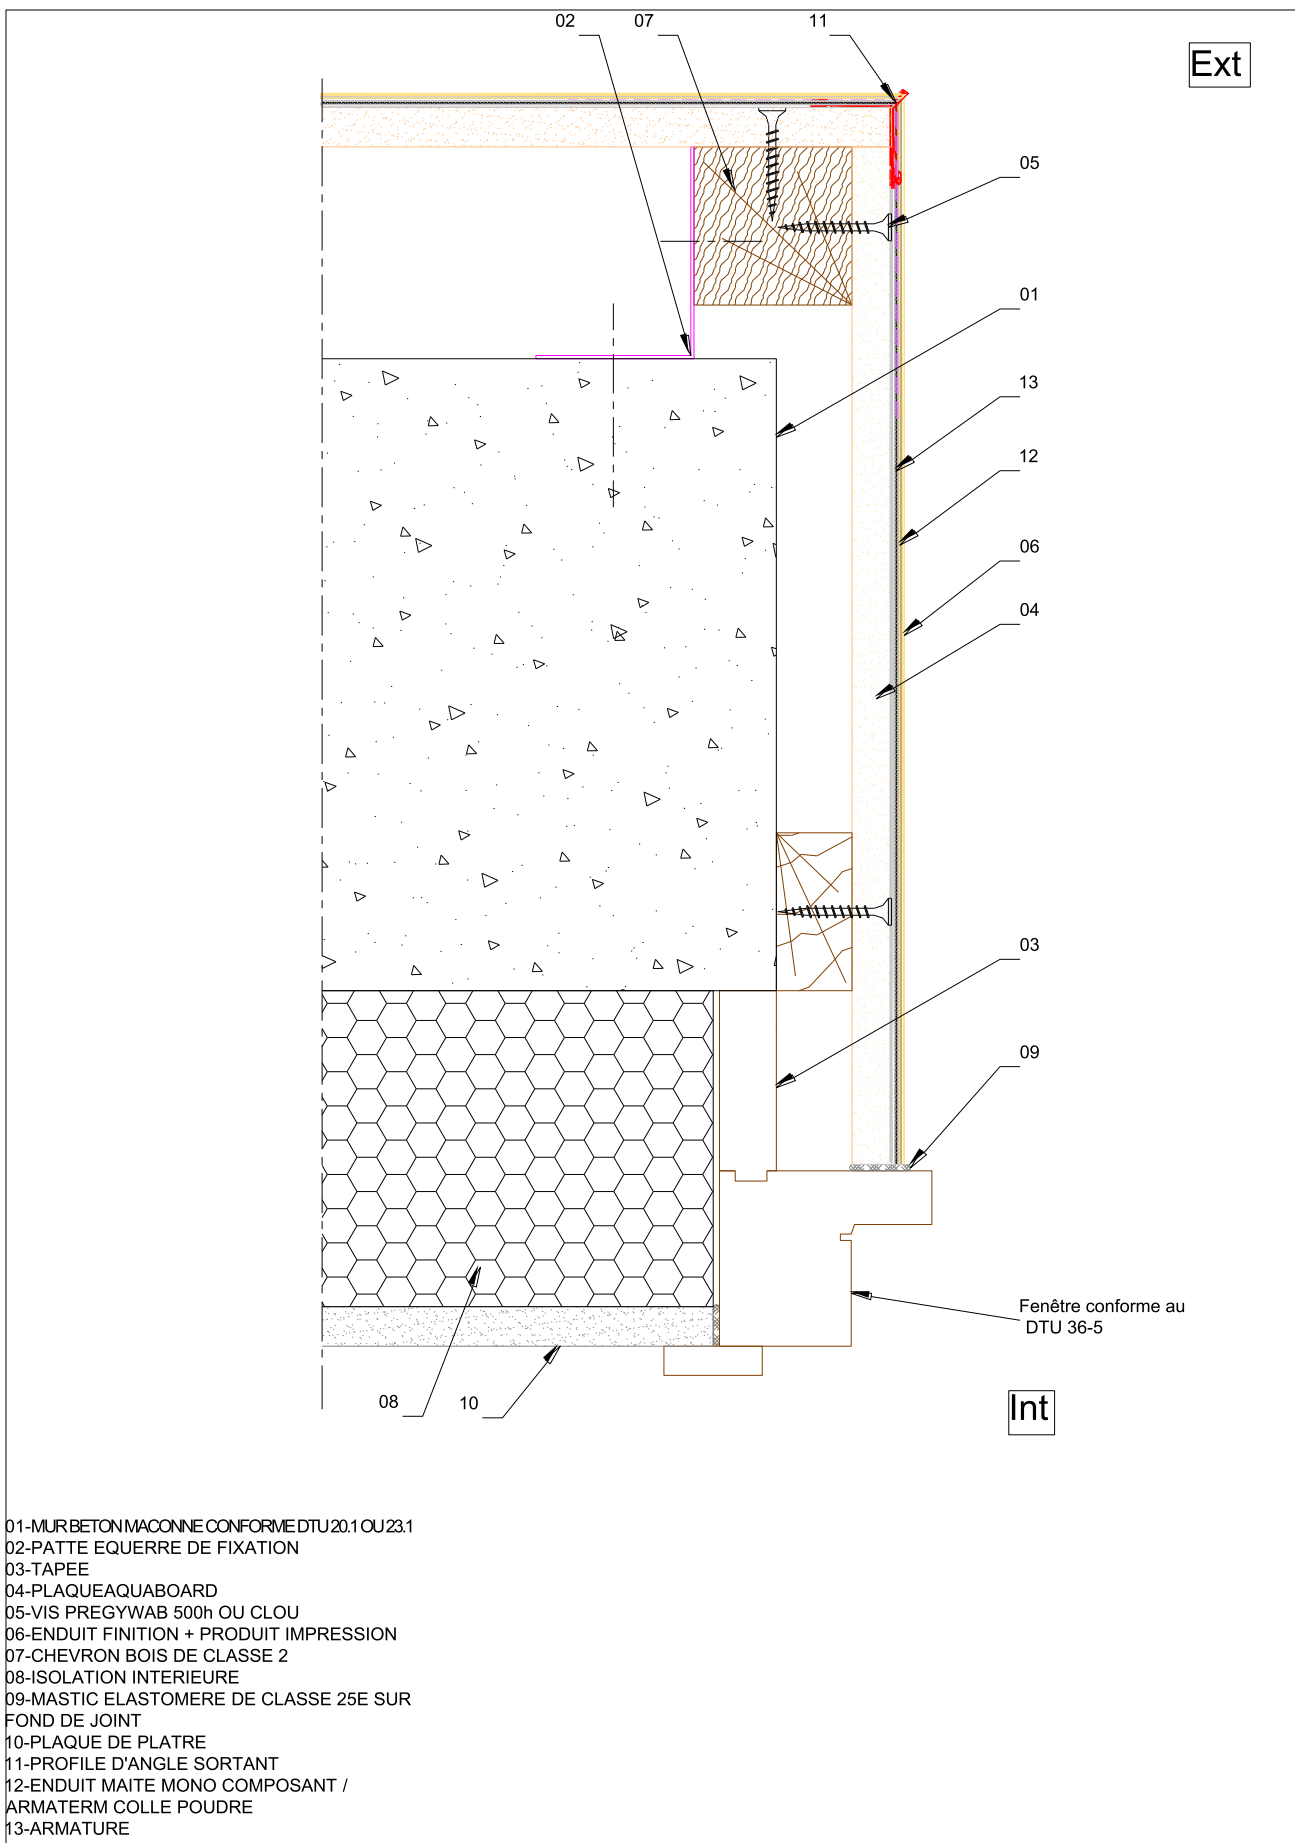 02
07
11
Ext
05
01
13
12
06
04
03
09
Fenêtre conforme au
DTU 36-5
08
10
Int
01-MUR BETON MACONNE CONFORME DTU 20.1 OU 23.1
02-PATTE EQUERRE DE FIXATION
03-TAPEE
04-PLAQUEAQUABOARD
05-VIS PREGYWAB 500h OU CLOU
06-ENDUIT FINITION + PRODUIT IMPRESSION
07-CHEVRON BOIS DE CLASSE 2
08-ISOLATION INTERIEURE
09-MASTIC ELASTOMERE DE CLASSE 25E SUR
FOND DE JOINT
10-PLAQUE DE PLATRE
11-PROFILE D'ANGLE SORTANT
12-ENDUIT MAITE MONO COMPOSANT /
ARMATERM COLLE POUDRE
13-ARMATURE